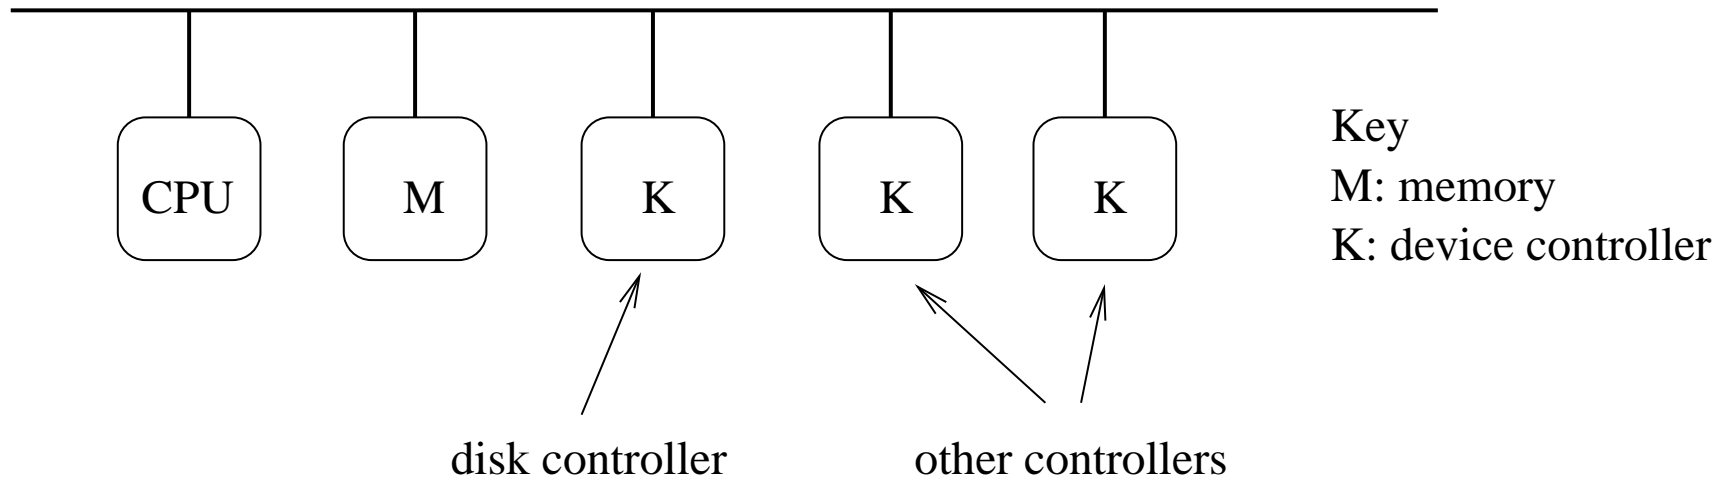 CPU
M
K
K
K
Key
M: memory
K: device controller
disk controller
other controllers